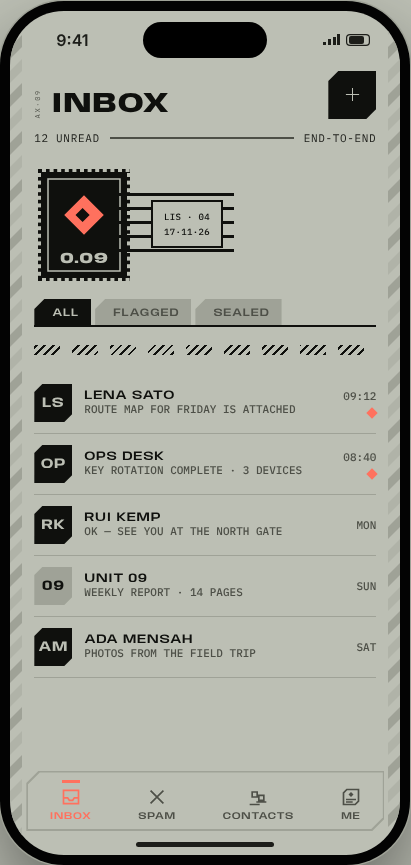 9:41
AX·09
INBOX
12 UNREAD
END-TO-END
0.09
LIS · 04
17·11·26
ALL
FLAGGED
SEALED
LS
LENA SATO
09:12
ROUTE MAP FOR FRIDAY IS ATTACHED
OP
OPS DESK
08:40
KEY ROTATION COMPLETE · 3 DEVICES
RK
RUI KEMP
MON
OK — SEE YOU AT THE NORTH GATE
09
UNIT 09
SUN
WEEKLY REPORT · 14 PAGES
AM
ADA MENSAH
SAT
PHOTOS FROM THE FIELD TRIP
INBOX
SPAM
CONTACTS
ME